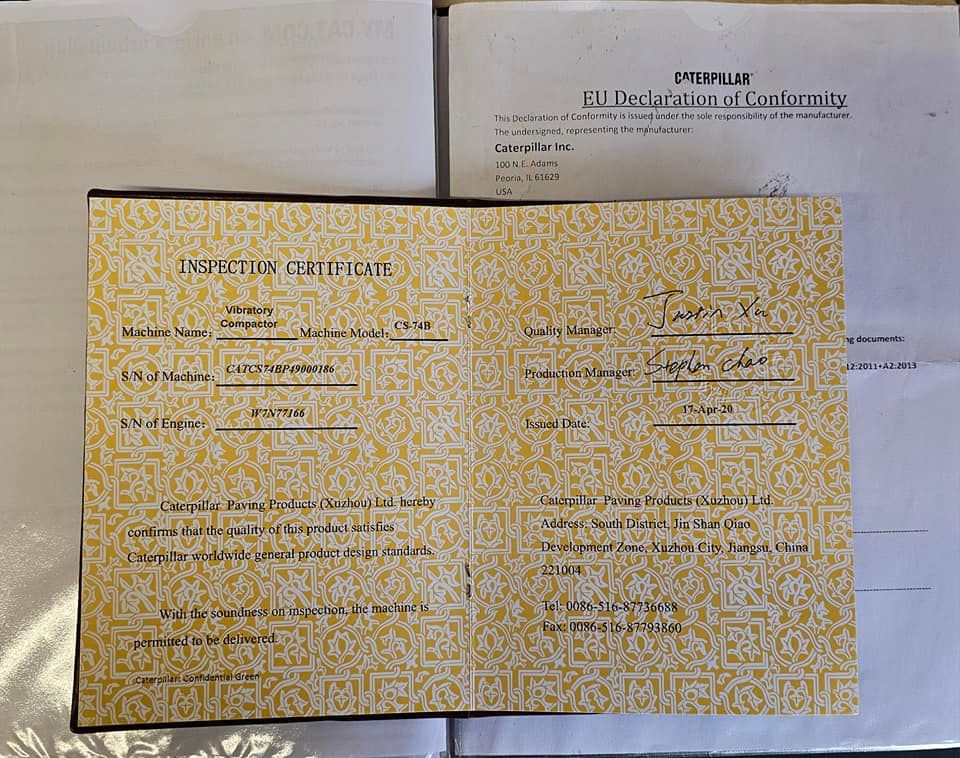 CATERPILLAR
EU Declaration of Conformity
This Declaration of Conformity is issued under the sole responsibility of the manufacturer.
The undersigned, representing the manufacturer:
Caterpillar Inc.
100 N.E. Adams
Peoria, IL 61629
USA
documents:
12:2011+A2:2013
INSPECTION CERTIFICATE
Machine Name: Vibratory Compactor Machine Model: CS-74B
S/N of Machine: CATCS74BP49000186
S/N of Engine: W7N77166
Caterpillar Paving Products (Xuzhou) Ltd. hereby
confirms that the quality of this product satisfies
Caterpillar worldwide general product design standards.
With the soundness on inspection, the machine is
permitted to be delivered.
Caterpillar: Confidential Green
Quality Manager: Justin Xu
Production Manager: Stephen Chao
Issued Date: 17-Apr-20
Caterpillar Paving Products (Xuzhou) Ltd.
Address: South District, Jin Shan Qiao
Development Zone, Xuzhou City, Jiangsu, China
221004
Tel: 0086-516-87736688
Fax: 0086-516-87793860